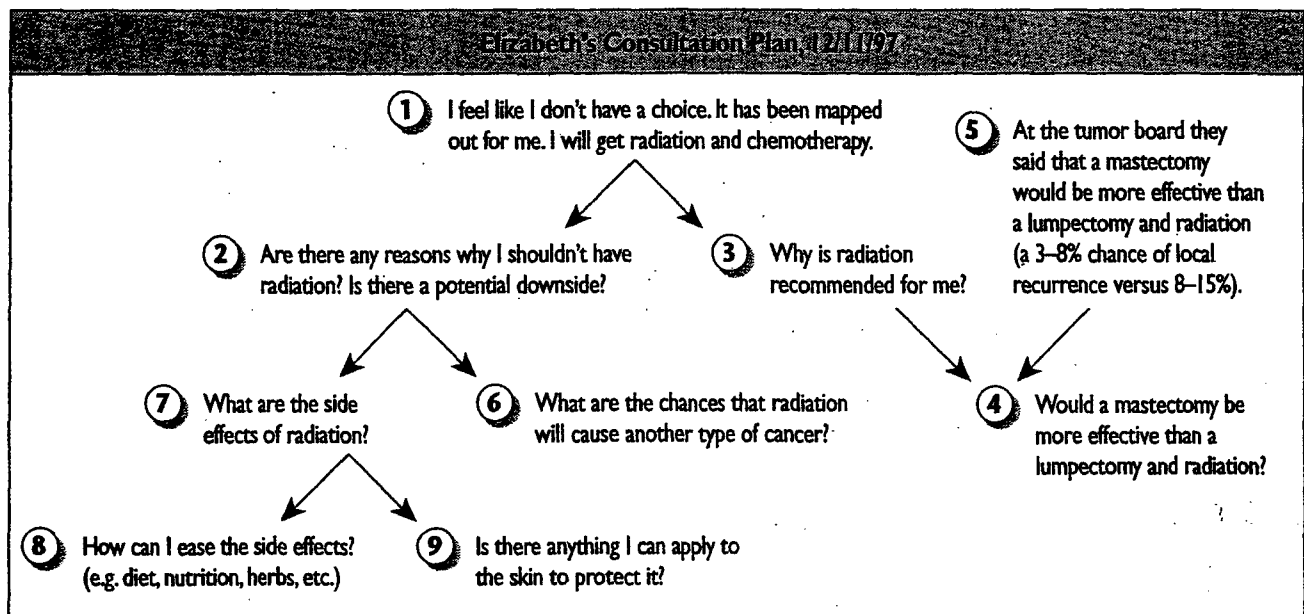 Elizabeth's Consultation Plan, 12/11/97
1 I feel like I don't have a choice. It has been mapped
out for me. I will get radiation and chemotherapy.
5 At the tumor board they
said that a mastectomy
would be more effective than
a lumpectomy and radiation
(a 3–8% chance of local
recurrence versus 8–15%).
2 Are there any reasons why I shouldn't have
radiation? Is there a potential downside?
3 Why is radiation
recommended for me?
7 What are the side
effects of radiation?
6 What are the chances that radiation
will cause another type of cancer?
4 Would a mastectomy be
more effective than a
lumpectomy and radiation?
8 How can I ease the side effects?
(e.g. diet, nutrition, herbs, etc.)
9 Is there anything I can apply to
the skin to protect it?